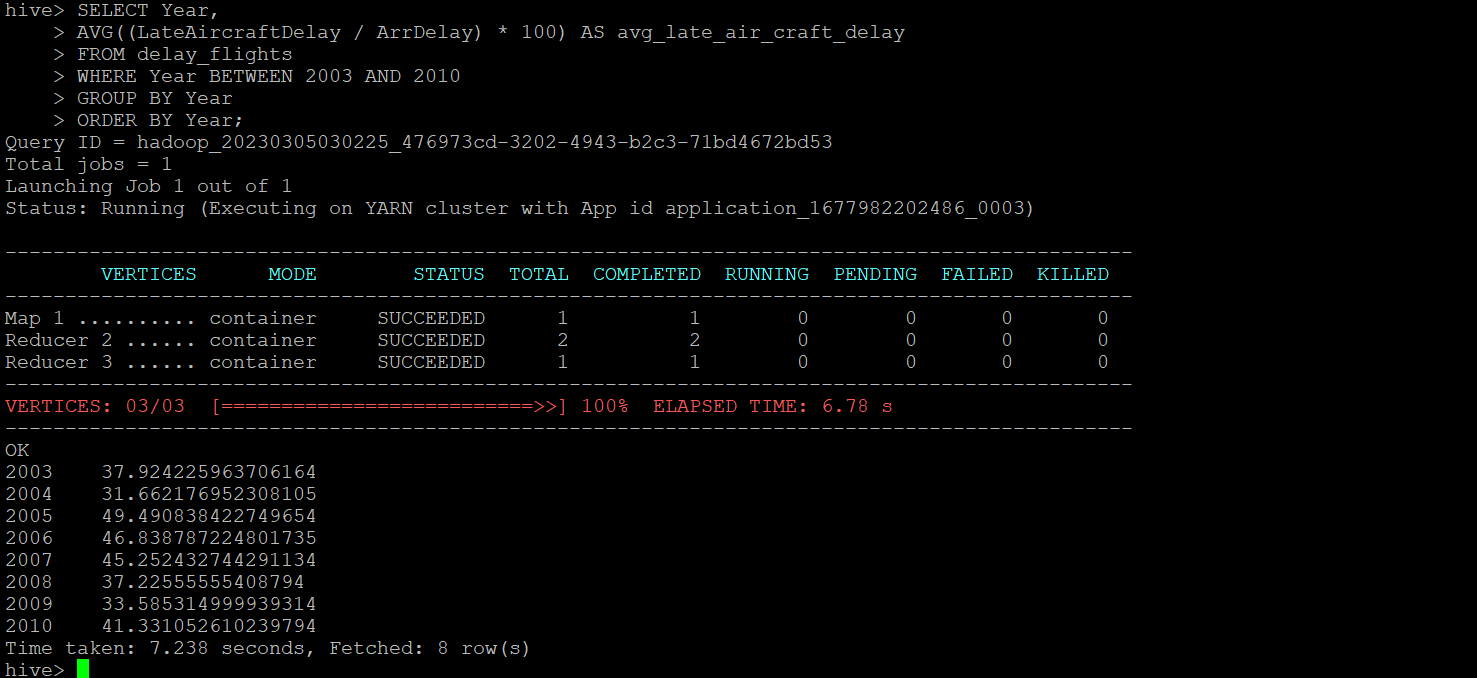 hive> SELECT Year,
    > AVG((LateAircraftDelay / ArrDelay) * 100) AS avg_late_air_craft_delay
    > FROM delay_flights
    > WHERE Year BETWEEN 2003 AND 2010
    > GROUP BY Year
    > ORDER BY Year;
Query ID = hadoop_20230305030225_476973cd-3202-4943-b2c3-71bd4672bd53
Total jobs = 1
Launching Job 1 out of 1
Status: Running (Executing on YARN cluster with App id application_1677982202486_0003)
----------------------------------------------------------------------------------------------
        VERTICES      MODE        STATUS  TOTAL  COMPLETED  RUNNING  PENDING  FAILED  KILLED
----------------------------------------------------------------------------------------------
Map 1 .......... container     SUCCEEDED      1          1        0        0       0       0
Reducer 2 ...... container     SUCCEEDED      2          2        0        0       0       0
Reducer 3 ...... container     SUCCEEDED      1          1        0        0       0       0
----------------------------------------------------------------------------------------------
VERTICES: 03/03  [==========================>>] 100%  ELAPSED TIME: 6.78 s
----------------------------------------------------------------------------------------------
OK
2003    37.924225963706164
2004    31.662176952308105
2005    49.490838422749654
2006    46.838787224801735
2007    45.252432744291134
2008    37.22555555408794
2009    33.585314999939314
2010    41.331052610239794
Time taken: 7.238 seconds, Fetched: 8 row(s)
hive>